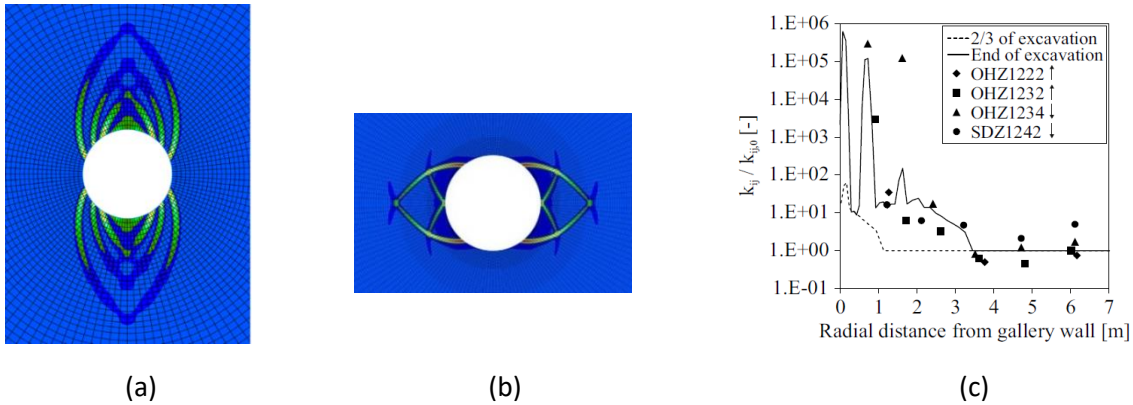 1.E+06
1.E+05
1.E+04
1.E+03
1.E+02
1.E+01
1.E+00
1.E-01
k_ij / k_ij,0 [-]
2/3 of excavation
End of excavation
OHZ1222 ↑
OHZ1232 ↑
OHZ1234 ↓
SDZ1242 ↓
0 1 2 3 4 5 6 7
Radial distance from gallery wall [m]
(a) (b) (c)